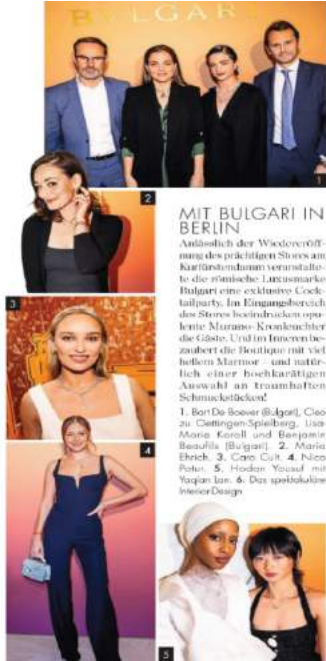 BVLGARI
1
2
3
4
5
MIT BULGARI IN
BERLIN
Anlässlich der Wiedereröff-
nung des prächtigen Stores am
Kurfürstendamm veranstalte-
te die römische Luxusmarke
Bulgari eine exklusive Cock-
tailparty. Im Eingangsbereich
des Stores beeindrucken opu-
lente Murano-Kronleuchter
die Gäste. Und im Inneren be-
zaubert die Boutique mit viel
hellem Marmor – und natür-
lich einer hochkarätigen
Auswahl an traumhaften
Schmuckstücken!
1. Bart De Boever (Bulgari), Cleo
zu Oettingen-Spielberg, Lisa-
Maria Koroll und Benjamin
Beaufils (Bulgari). 2. Maria
Ehrich. 3. Caro Cult. 4. Nica
Potur. 5. Hodan Yousuf mit
Yaqian Lan. 6. Das spektakuläre
Interior-Design